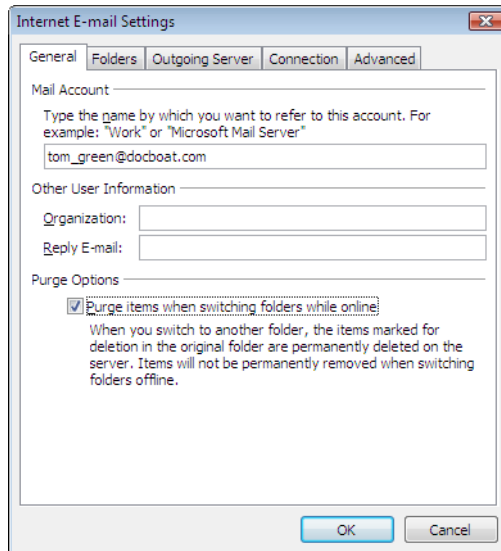 Internet E-mail Settings
General Folders Outgoing Server Connection Advanced
Mail Account
Type the name by which you want to refer to this account. For
example: "Work" or "Microsoft Mail Server"
tom_green@docboat.com
Other User Information
Organization:
Reply E-mail:
Purge Options
Purge items when switching folders while online
When you switch to another folder, the items marked for
deletion in the original folder are permanently deleted on the
server. Items will not be permanently removed when switching
folders offline.
OK Cancel